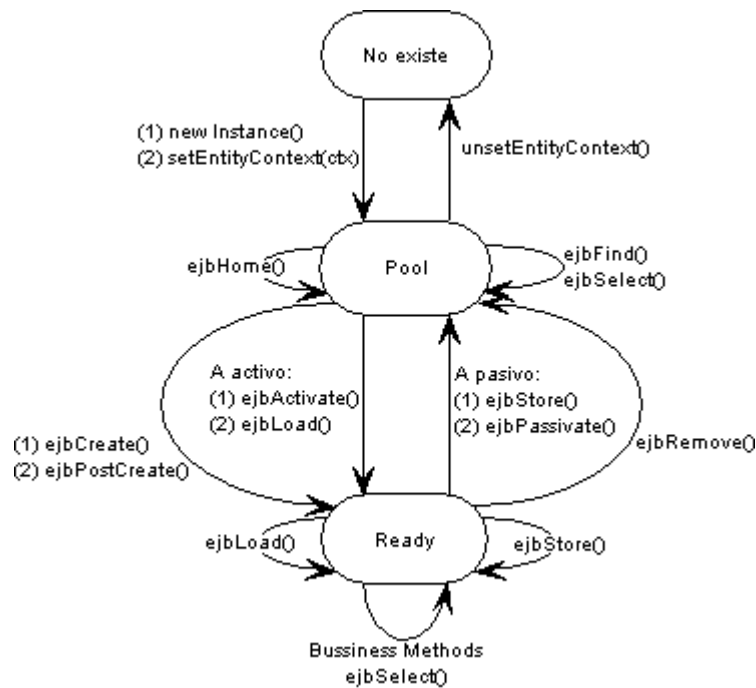 No existe
(1) new Instance()
(2) setEntityContext(ctx)
unsetEntityContext()
ejbHome()
Pool
ejbFind()
ejbSelect()
A activo:
(1) ejbActivate()
(2) ejbLoad()
A pasivo:
(1) ejbStore()
(2) ejbPassivate()
(1) ejbCreate()
(2) ejbPostCreate()
ejbRemove()
ejbLoad()
Ready
ejbStore()
Bussiness Methods
ejbSelect()